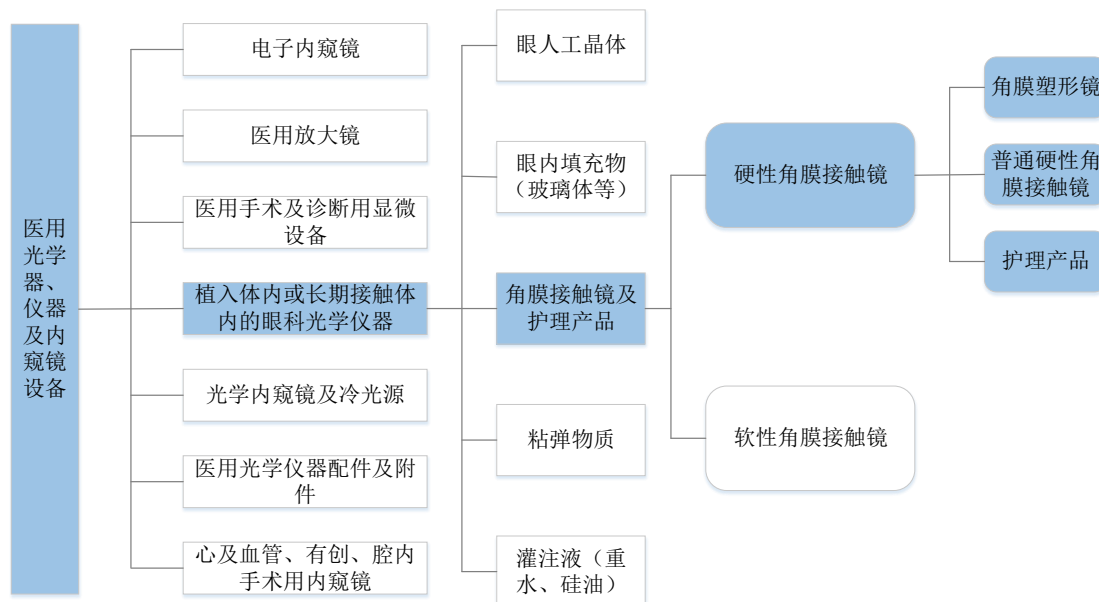 医用
光学
器、
仪器
及内
窥镜
设备
电子内窥镜
医用放大镜
医用手术及诊断用显微
设备
植入体内或长期接触体
内的眼科光学仪器
光学内窥镜及冷光源
医用光学仪器配件及附
件
心及血管、有创、腔内
手术用内窥镜
眼人工晶体
眼内填充物
（玻璃体等）
角膜接触镜及
护理产品
粘弹物质
灌注液（重
水、硅油）
硬性角膜接触镜
软性角膜接触镜
角膜塑形镜
普通硬性角
膜接触镜
护理产品